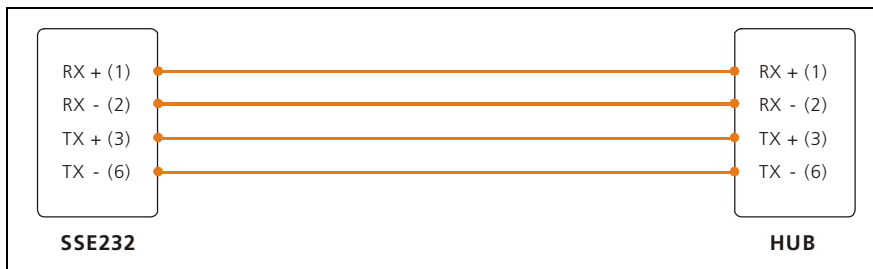 RX + (1) RX + (1)
RX - (2) RX - (2)
TX + (3) TX + (3)
TX - (6) TX - (6)
SSE232 HUB